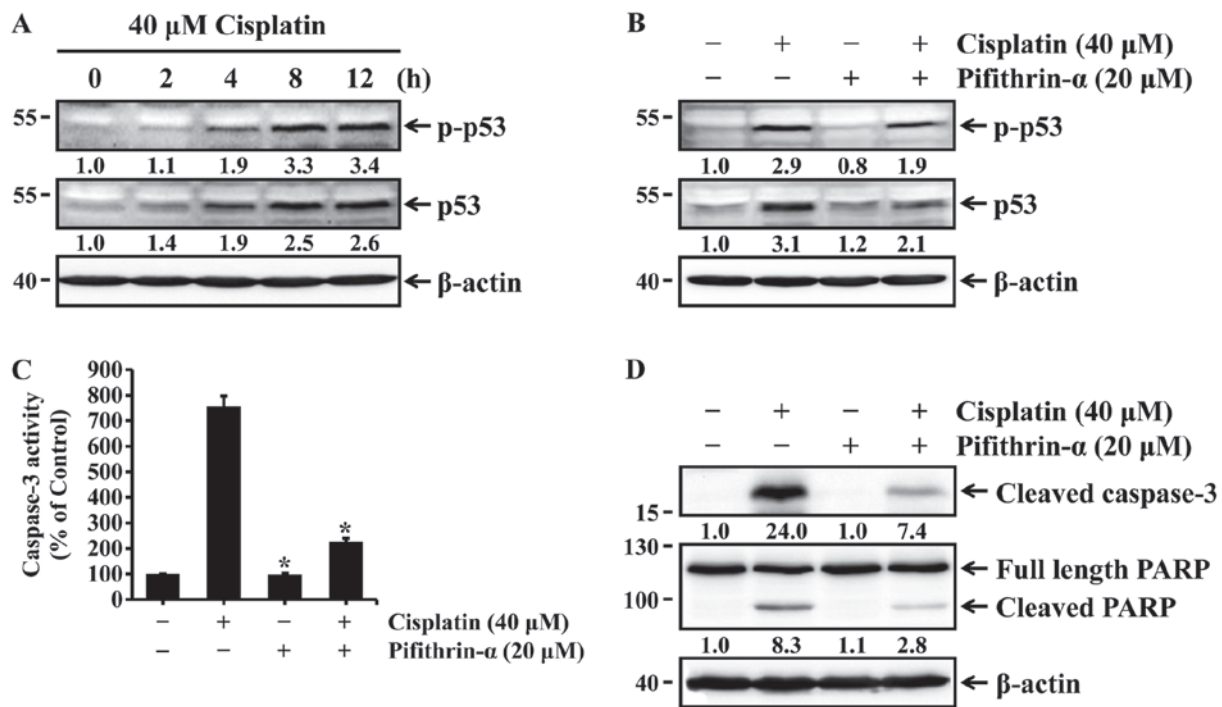 A
40 μM Cisplatin
0 2 4 8 12 (h)
55
p-p53
1.0 1.1 1.9 3.3 3.4
55
p53
1.0 1.4 1.9 2.5 2.6
40
β-actin
B
− + − + Cisplatin (40 μM)
− − + + Pifithrin-α (20 μM)
55
p-p53
1.0 2.9 0.8 1.9
55
p53
1.0 3.1 1.2 2.1
40
β-actin
C
Caspase-3 activity
(% of Control)
900
800
700
600
500
400
300
200
100
0
*
*
− + − + Cisplatin (40 μM)
− − + + Pifithrin-α (20 μM)
D
− + − + Cisplatin (40 μM)
− − + + Pifithrin-α (20 μM)
Cleaved caspase-3
15
1.0 24.0 1.0 7.4
130
Full length PARP
100
Cleaved PARP
1.0 8.3 1.1 2.8
40
β-actin